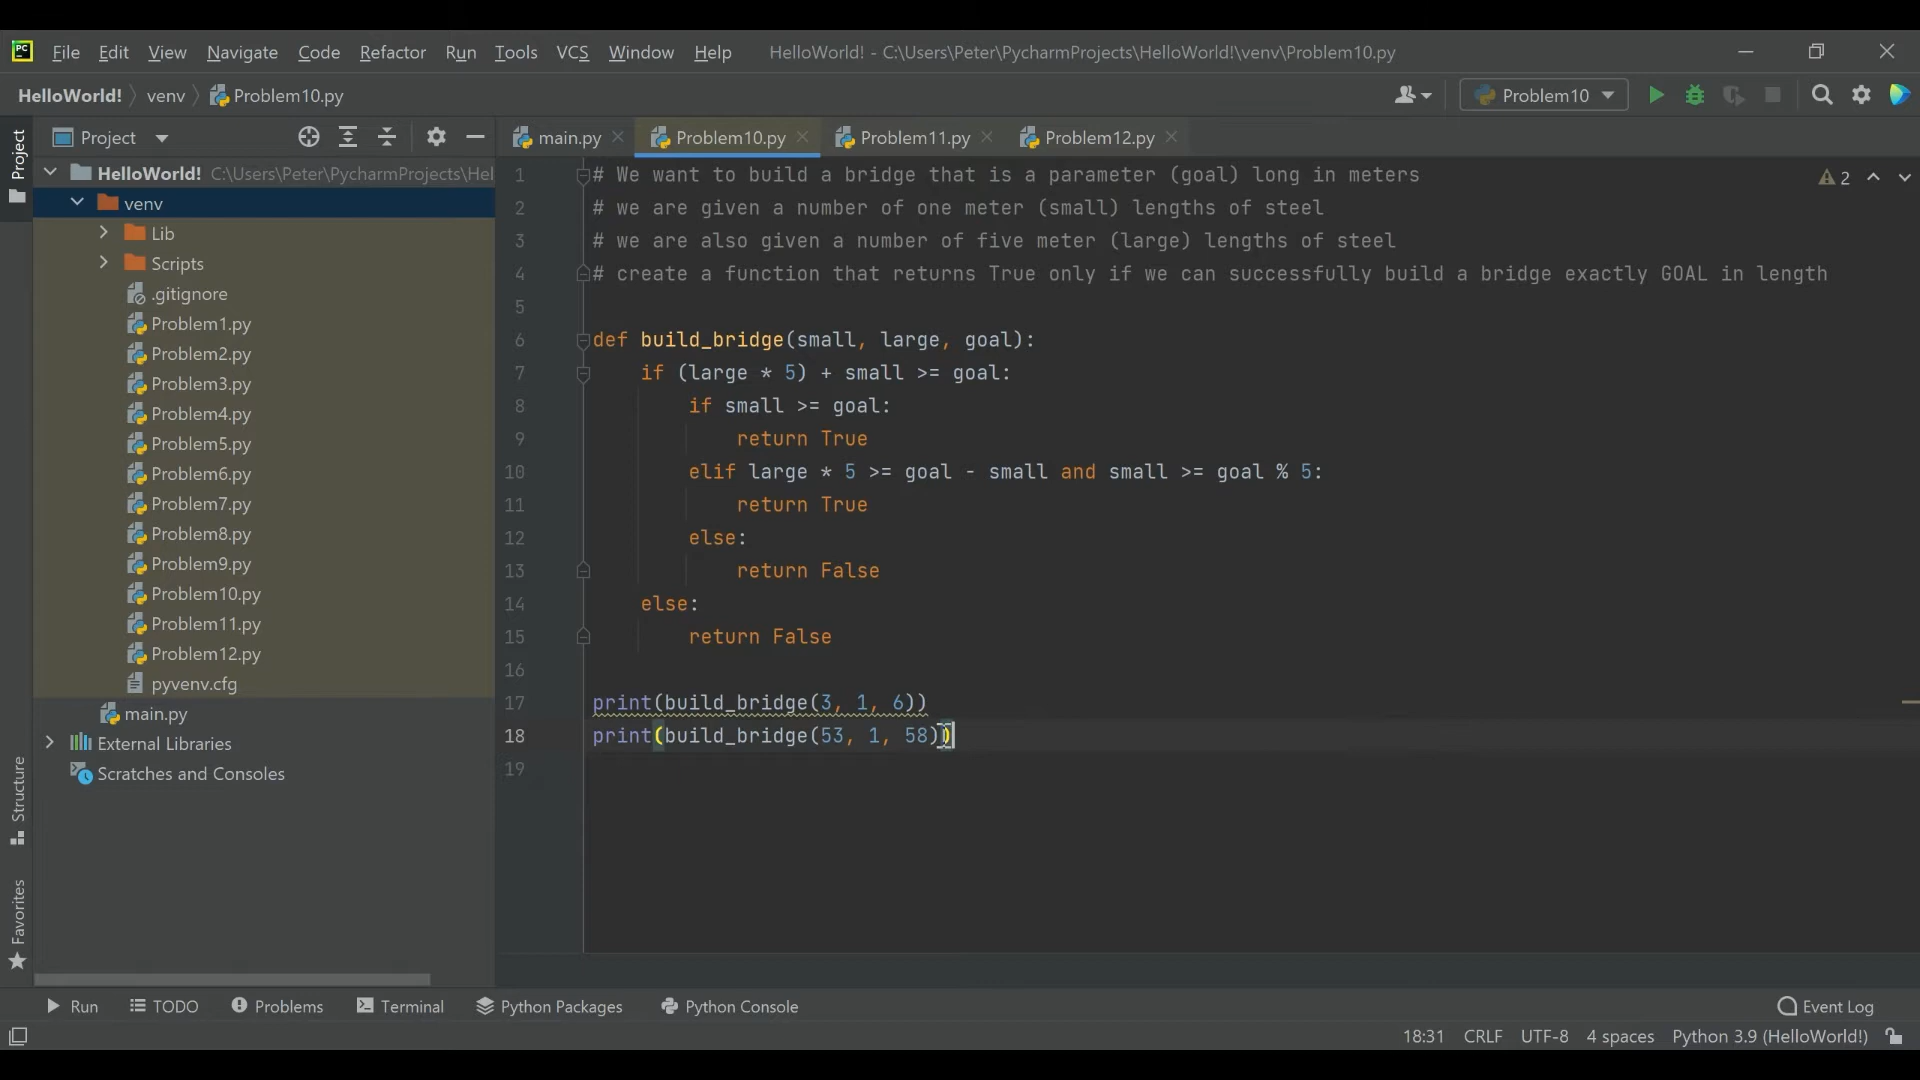 PC File Edit View Navigate Code Refactor Run Tools VCS Window Help HelloWorld! - C:\Users\Peter\PycharmProjects\HelloWorld!\venv\Problem10.py
HelloWorld! venv Problem10.py Problem10
Project main.py Problem10.py Problem11.py Problem12.py
Project
HelloWorld! C:\Users\Peter\PycharmProjects\Hel
venv
Lib
Scripts
.gitignore
Problem1.py
Problem2.py
Problem3.py
Problem4.py
Problem5.py
Problem6.py
Problem7.py
Problem8.py
Problem9.py
Problem10.py
Problem11.py
Problem12.py
pyvenv.cfg
main.py
External Libraries
Scratches and Consoles
Structure
Favorites
1 # We want to build a bridge that is a parameter (goal) long in meters
2 # we are given a number of one meter (small) lengths of steel
3 # we are also given a number of five meter (large) lengths of steel
4 # create a function that returns True only if we can successfully build a bridge exactly GOAL in length
5
6 def build_bridge(small, large, goal):
7 if (large * 5) + small >= goal:
8 if small >= goal:
9 return True
10 elif large * 5 >= goal - small and small >= goal % 5:
11 return True
12 else:
13 return False
14 else:
15 return False
16
17 print(build_bridge(3, 1, 6))
18 print(build_bridge(53, 1, 58))
19
2
Run TODO Problems Terminal Python Packages Python Console Event Log
18:31 CRLF UTF-8 4 spaces Python 3.9 (HelloWorld!)